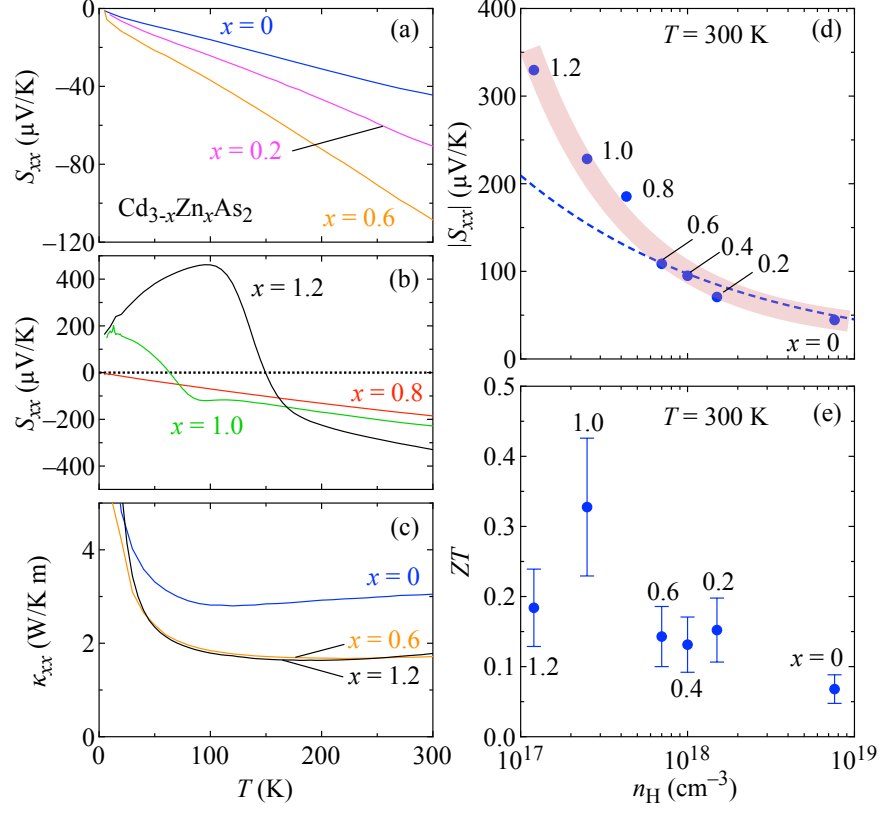 (a)
0
−40
−80
−120
S_xx (μV/K)
x = 0
x = 0.2
x = 0.6
Cd_{3-x}Zn_xAs_2
(b)
400
200
0
−200
−400
S_xx (μV/K)
x = 1.2
x = 0.8
x = 1.0
(c)
4
2
0
κ_xx (W/K m)
x = 0
x = 0.6
x = 1.2
0
100
200
300
T (K)
(d)
T = 300 K
400
300
200
100
0
|S_xx| (μV/K)
1.2
1.0
0.8
0.6
0.4
0.2
x = 0
(e)
T = 300 K
0.5
0.4
0.3
0.2
0.1
0.0
ZT
1.0
0.6
0.2
x = 0
1.2
0.4
10^17
10^18
10^19
n_H (cm^−3)